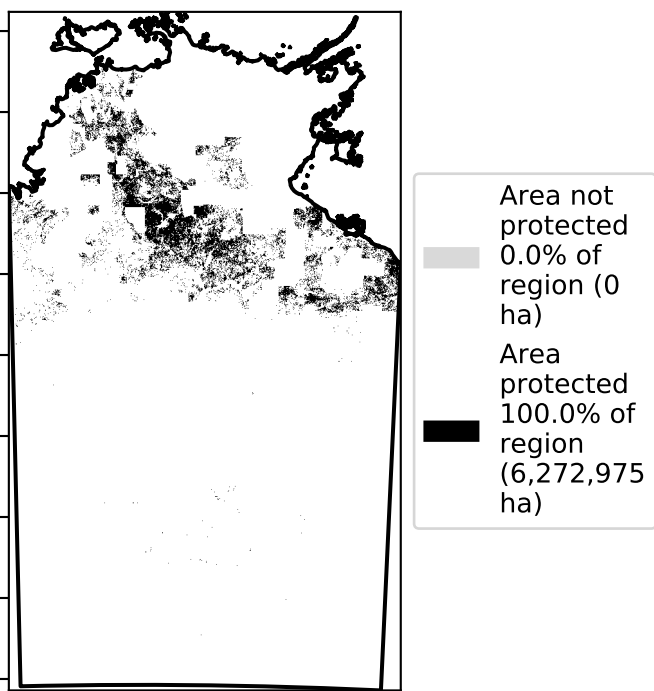 Area not
protected
0.0% of
region (0
ha)
Area
protected
100.0% of
region
(6,272,975
ha)